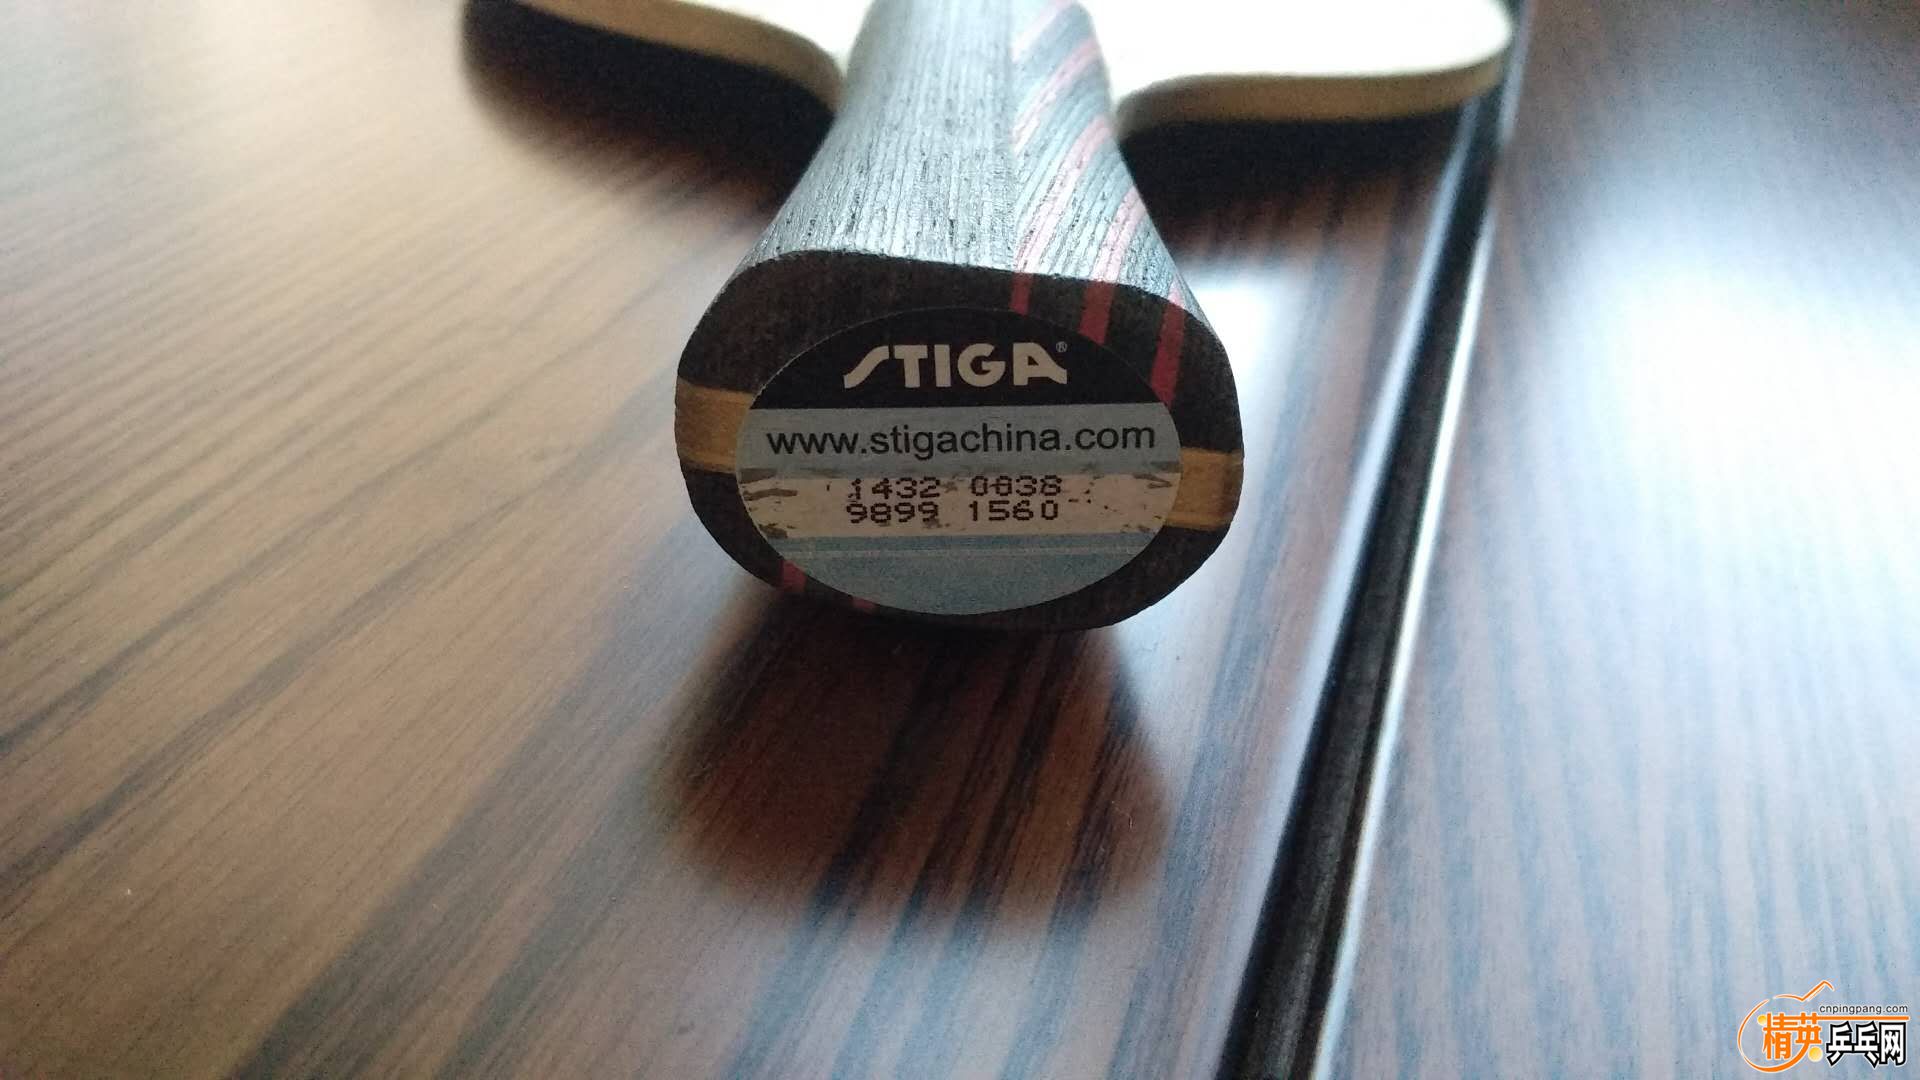 STIGA®
www.stigachina.com
1432 0838
9899 1560
cnpingpang.com
精英乒乓网